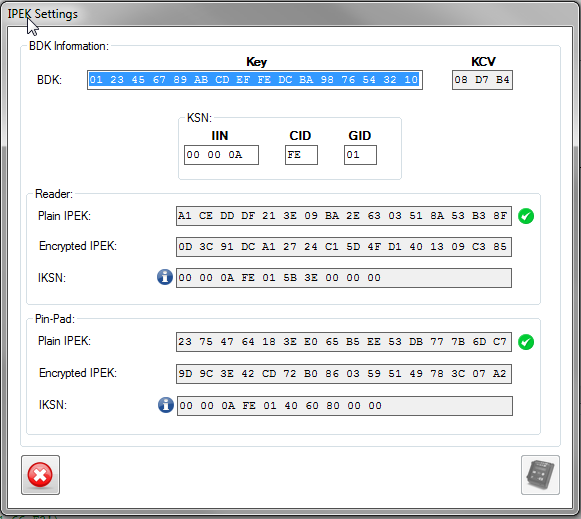 IPEK Settings
BDK Information:
Key KCV
BDK: 01 23 45 67 89 AB CD EF FE DC BA 98 76 54 32 10 08 D7 B4
KSN:
IIN CID GID
00 00 0A FE 01
Reader:
Plain IPEK: A1 CE DD DF 21 3E 09 BA 2E 63 03 51 8A 53 B3 8F
Encrypted IPEK: 0D 3C 91 DC A1 27 24 C1 5D 4F D1 40 13 09 C3 85
IKSN: 00 00 0A FE 01 5B 3E 00 00 00
Pin-Pad:
Plain IPEK: 23 75 47 64 18 3E E0 65 B5 EE 53 DB 77 7B 6D C7
Encrypted IPEK: 9D 9C 3E 42 CD 72 B0 86 03 59 51 49 78 3C 07 A2
IKSN: 00 00 0A FE 01 40 60 80 00 00